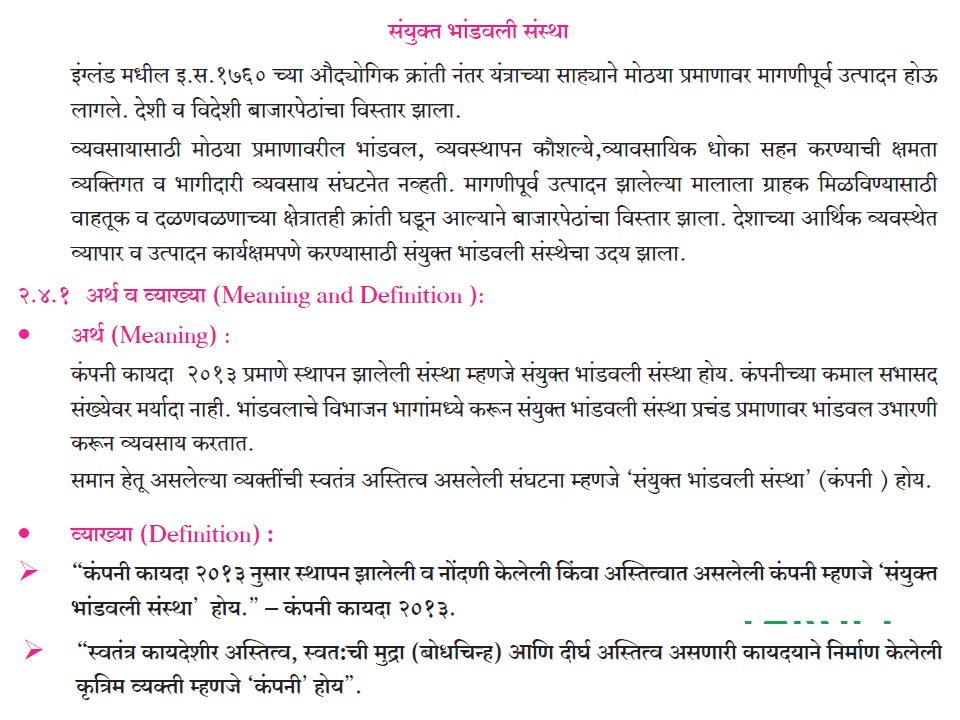 संयुक्त भांडवली संस्था
इंग्लंड मधील इ.स.१७६० च्या औद्योगिक क्रांती नंतर यंत्राच्या साह्याने मोठया प्रमाणावर मागणीपूर्व उत्पादन होऊ
लागले. देशी व विदेशी बाजारपेठांचा विस्तार झाला.
व्यवसायासाठी मोठया प्रमाणावरील भांडवल, व्यवस्थापन कौशल्ये,व्यावसायिक धोका सहन करण्याची क्षमता
व्यक्तिगत व भागीदारी व्यवसाय संघटनेत नव्हती. मागणीपूर्व उत्पादन झालेल्या मालाला ग्राहक मिळविण्यासाठी
वाहतूक व दळणवळणाच्या क्षेत्रातही क्रांती घडून आल्याने बाजारपेठांचा विस्तार झाला. देशाच्या आर्थिक व्यवस्थेत
व्यापार व उत्पादन कार्यक्षमपणे करण्यासाठी संयुक्त भांडवली संस्थेचा उदय झाला.
२.४.१ अर्थ व व्याख्या (Meaning and Definition ):
• अर्थ (Meaning) :
कंपनी कायदा २०१३ प्रमाणे स्थापन झालेली संस्था म्हणजे संयुक्त भांडवली संस्था होय. कंपनीच्या कमाल सभासद
संख्येवर मर्यादा नाही. भांडवलाचे विभाजन भागांमध्ये करून संयुक्त भांडवली संस्था प्रचंड प्रमाणावर भांडवल उभारणी
करून व्यवसाय करतात.
समान हेतू असलेल्या व्यक्तींची स्वतंत्र अस्तित्व असलेली संघटना म्हणजे ‘संयुक्त भांडवली संस्था’ (कंपनी ) होय.
• व्याख्या (Definition) :
➢ “कंपनी कायदा २०१३ नुसार स्थापन झालेली व नोंदणी केलेली किंवा अस्तित्वात असलेली कंपनी म्हणजे ‘संयुक्त
भांडवली संस्था’ होय.” – कंपनी कायदा २०१३.
➢ “स्वतंत्र कायदेशीर अस्तित्व, स्वत:ची मुद्रा (बोधचिन्ह) आणि दीर्घ अस्तित्व असणारी कायदयाने निर्माण केलेली
कृत्रिम व्यक्ती म्हणजे ‘कंपनी’ होय”.